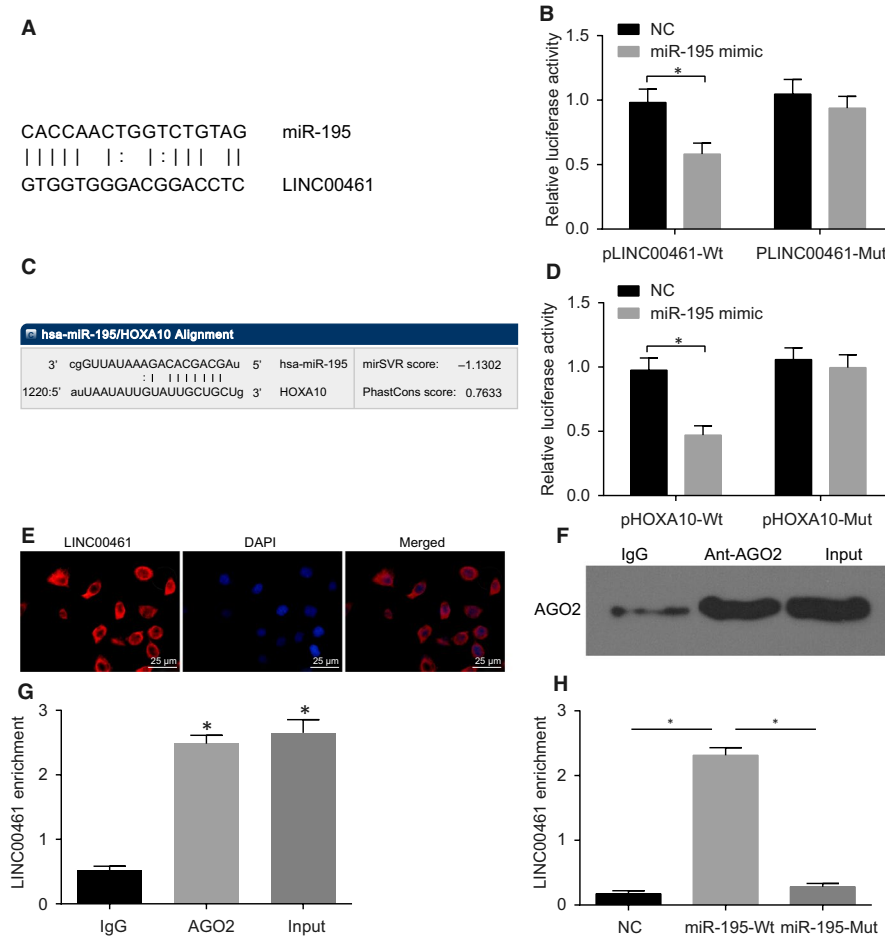 A
CACCAACTGGTCTGTAG miR-195
||||| |: |:||| ||
GTGGTGGGACGGACCTC LINC00461
B
NC
miR-195 mimic
*
Relative luciferase activity
1.5
1.0
0.5
0.0
pLINC00461-Wt PLINC00461-Mut
C
hsa-miR-195/HOXA10 Alignment
3' cgGUUAUAAAGACACGACGAu 5' hsa-miR-195 mirSVR score: −1.1302
:| |||||||
1220:5' auUAAUAUUGUAUUGCUGCUg 3' HOXA10 PhastCons score: 0.7633
D
NC
miR-195 mimic
*
Relative luciferase activity
1.5
1.0
0.5
0.0
pHOXA10-Wt pHOXA10-Mut
E
LINC00461 DAPI Merged
25 µm 25 µm 25 µm
F
IgG Ant-AGO2 Input
AGO2
G
LINC00461 enrichment
3
2
1
0
* *
IgG AGO2 Input
H
LINC00461 enrichment
3
2
1
0
* *
NC miR-195-Wt miR-195-Mut